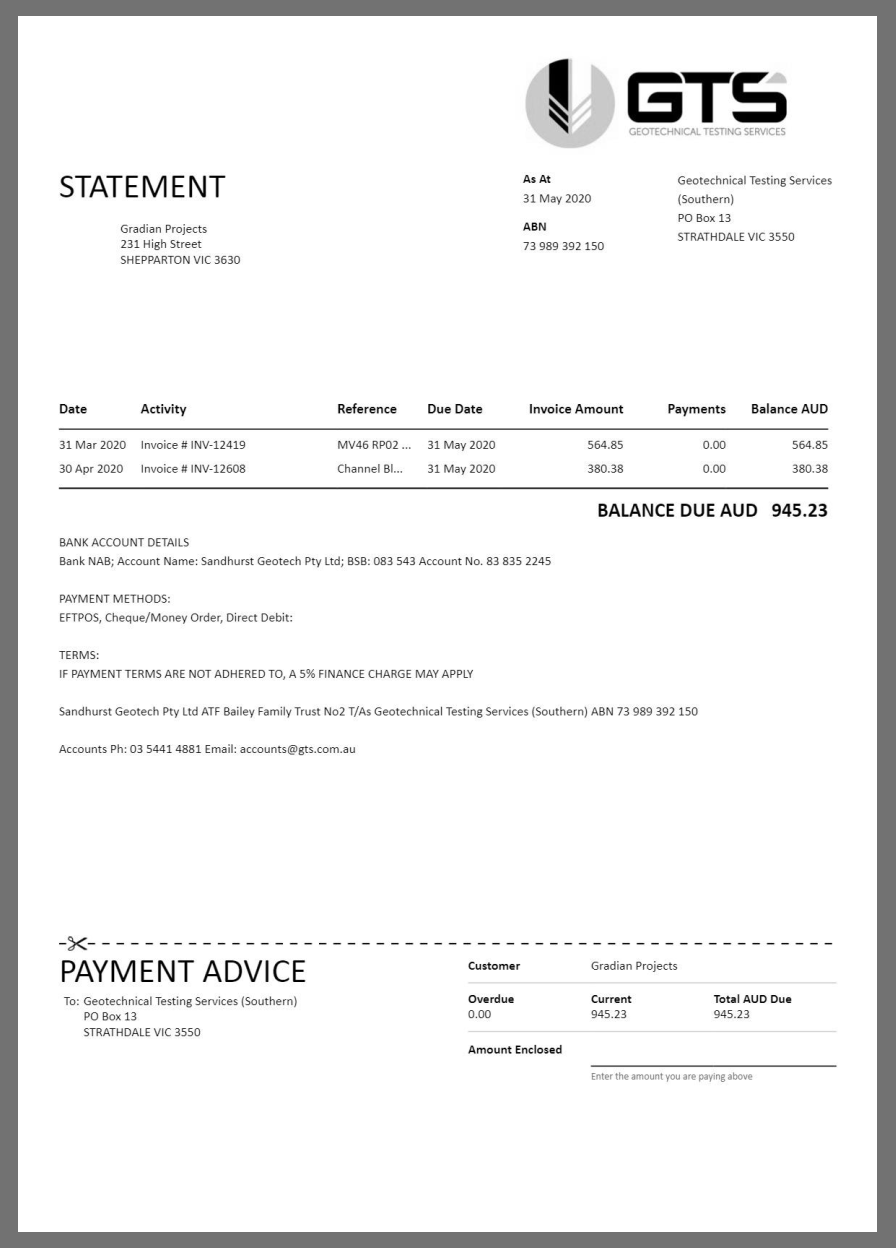 GTS
GEOTECHNICAL TESTING SERVICES
STATEMENT
Gradian Projects
231 High Street
SHEPPARTON VIC 3630
As At
31 May 2020
ABN
73 989 392 150
Geotechnical Testing Services
(Southern)
PO Box 13
STRATHDALE VIC 3550
Date Activity Reference Due Date Invoice Amount Payments Balance AUD
31 Mar 2020 Invoice # INV-12419 MV46 RP02 ... 31 May 2020 564.85 0.00 564.85
30 Apr 2020 Invoice # INV-12608 Channel Bl... 31 May 2020 380.38 0.00 380.38
BALANCE DUE AUD 945.23
BANK ACCOUNT DETAILS
Bank NAB; Account Name: Sandhurst Geotech Pty Ltd; BSB: 083 543 Account No. 83 835 2245
PAYMENT METHODS:
EFTPOS, Cheque/Money Order, Direct Debit:
TERMS:
IF PAYMENT TERMS ARE NOT ADHERED TO, A 5% FINANCE CHARGE MAY APPLY
Sandhurst Geotech Pty Ltd ATF Bailey Family Trust No2 T/As Geotechnical Testing Services (Southern) ABN 73 989 392 150
Accounts Ph: 03 5441 4881 Email: accounts@gts.com.au
PAYMENT ADVICE
To: Geotechnical Testing Services (Southern)
PO Box 13
STRATHDALE VIC 3550
Customer Gradian Projects
Overdue Current Total AUD Due
0.00 945.23 945.23
Amount Enclosed
Enter the amount you are paying above